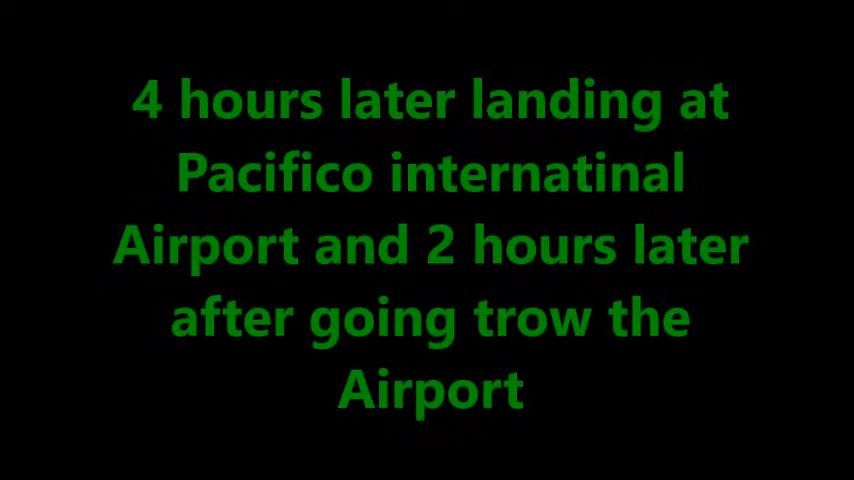 4 hours later landing at
Pacifico internatinal
Airport and 2 hours later
after going trow the
Airport